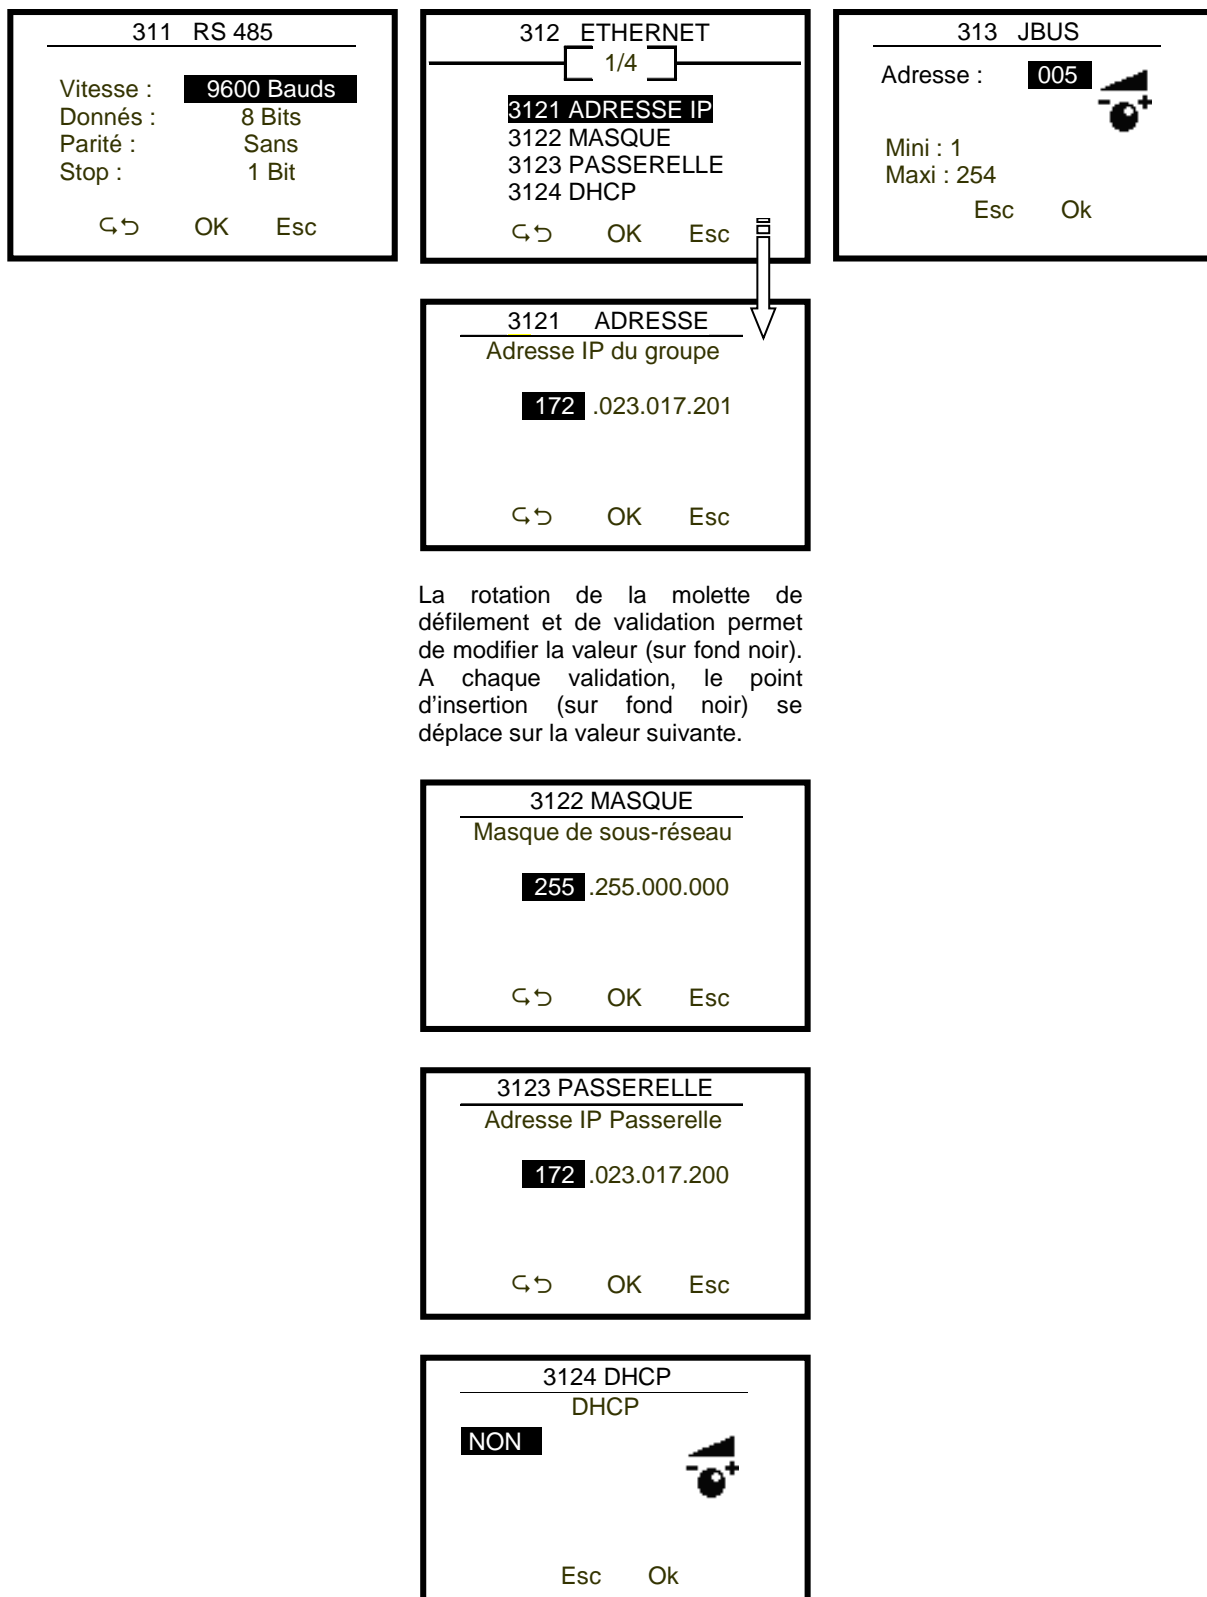 311 RS 485
Vitesse : 9600 Bauds
Donnés : 8 Bits
Parité : Sans
Stop : 1 Bit
OK Esc
312 ETHERNET
1/4
3121 ADRESSE IP
3122 MASQUE
3123 PASSERELLE
3124 DHCP
OK Esc
313 JBUS
Adresse : 005
- +
Mini : 1
Maxi : 254
Esc Ok
3121 ADRESSE
Adresse IP du groupe
172 .023.017.201
OK Esc
La rotation de la molette de
défilement et de validation permet
de modifier la valeur (sur fond noir).
A chaque validation, le point
d'insertion (sur fond noir) se
déplace sur la valeur suivante.
3122 MASQUE
Masque de sous-réseau
255 .255.000.000
OK Esc
3123 PASSERELLE
Adresse IP Passerelle
172 .023.017.200
OK Esc
3124 DHCP
DHCP
NON
- +
Esc Ok